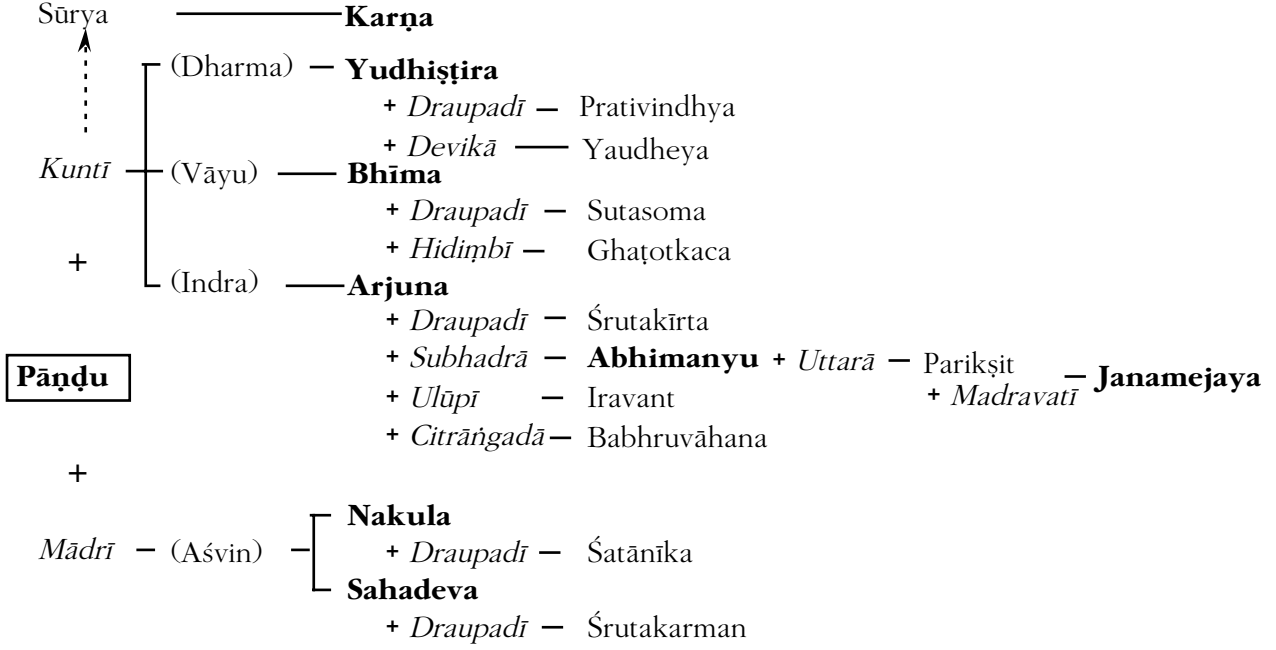 Sūrya Karṇa
(Dharma) Yudhiṣṭira
+ Draupadī — Prativindhya
+ Devikā — Yaudheya
Kuntī — (Vāyu) — Bhīma
+ Draupadī — Sutasoma
+ Hidiṃbī — Ghaṭotkaca
+
(Indra) — Arjuna
+ Draupadī — Śrutakīrta
+ Subhadrā — Abhimanyu + Uttarā — Parikṣit
Pāṇḍu + Madravatī — Janamejaya
+ Ulūpī — Iravant
+ Citrāṅgadā — Babhruvāhana
+
Nakula
Mādrī — (Aśvin) + Draupadī — Śatānīka
Sahadeva
+ Draupadī — Śrutakarman